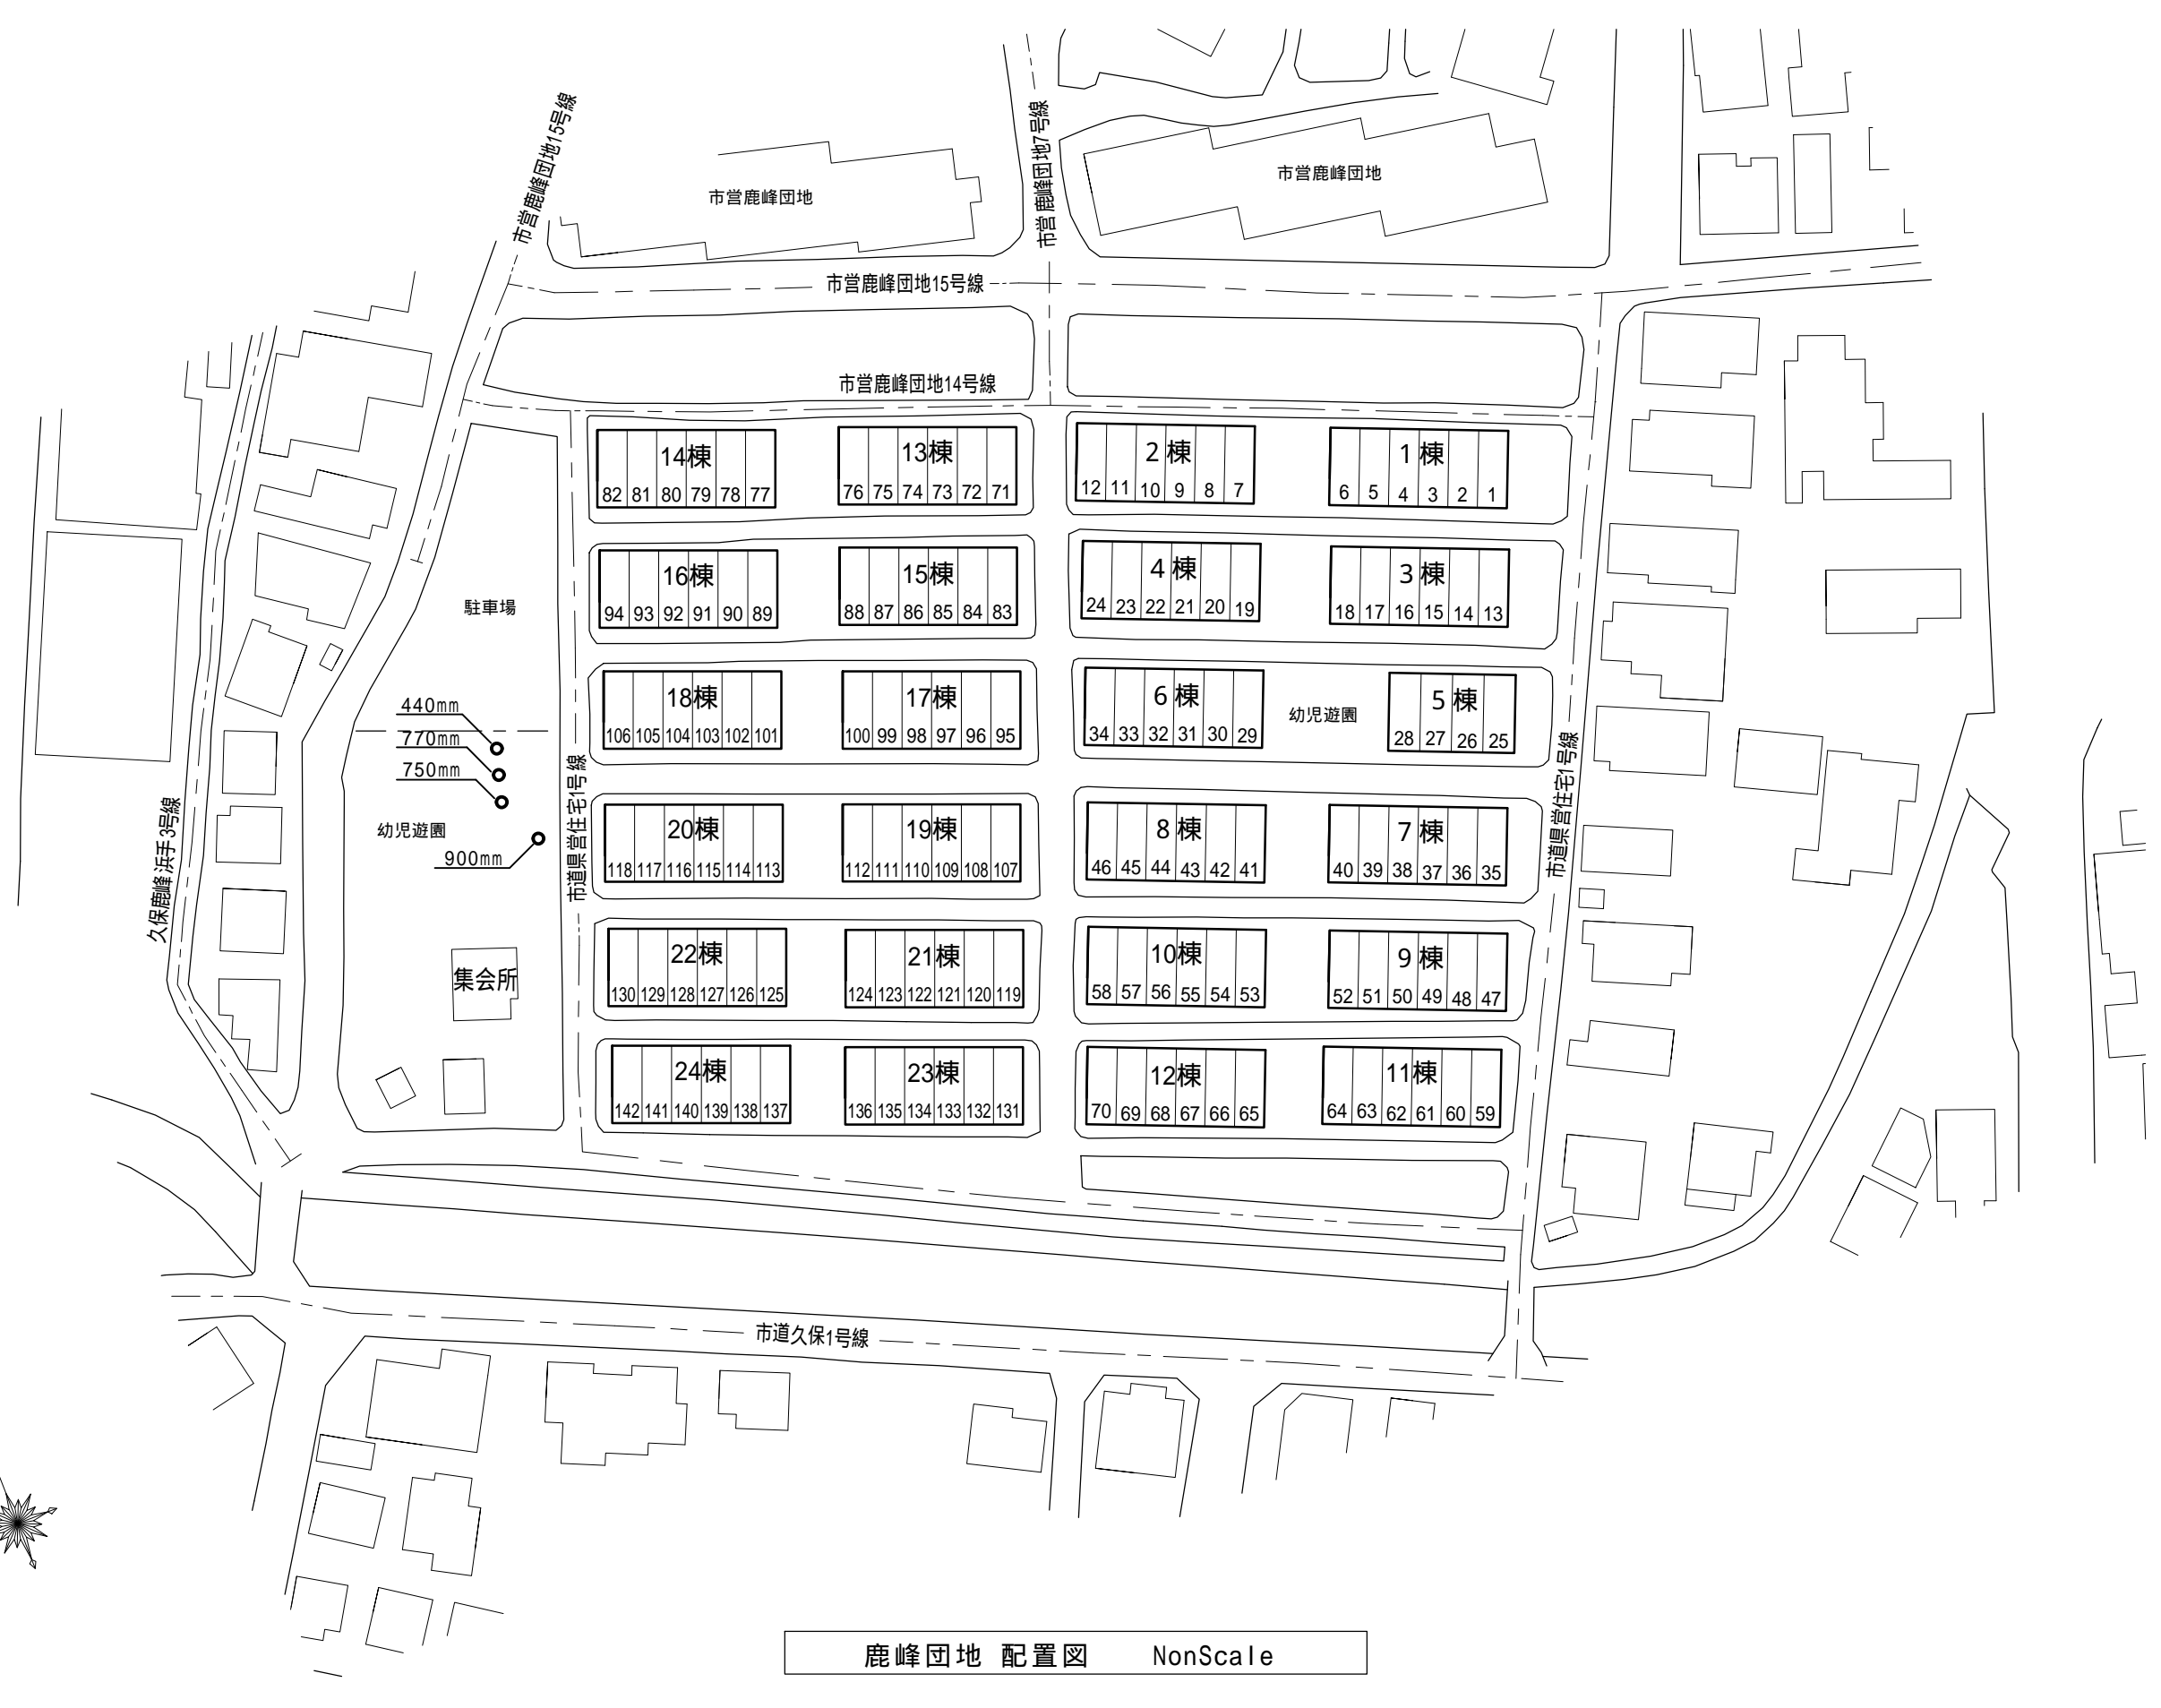 市営鹿峰団地15号線
市営鹿峰団地7号線
市営鹿峰団地
市営鹿峰団地
市営鹿峰団地15号線
市営鹿峰団地14号線
14棟
82 81 80 79 78 77
13棟
76 75 74 73 72 71
2棟
12 11 10 9 8 7
1棟
6 5 4 3 2 1
16棟
94 93 92 91 90 89
15棟
88 87 86 85 84 83
4棟
24 23 22 21 20 19
3棟
18 17 16 15 14 13
駐車場
18棟
106 105 104 103 102 101
17棟
100 99 98 97 96 95
6棟
34 33 32 31 30 29
幼児遊園
5棟
28 27 26 25
440mm
770mm
750mm
幼児遊園
900mm
久保鹿峰浜手3号線
市道県営住宅1号線
市道県営住宅1号線
20棟
118 117 116 115 114 113
19棟
112 111 110 109 108 107
8棟
46 45 44 43 42 41
7棟
40 39 38 37 36 35
集会所
22棟
130 129 128 127 126 125
21棟
124 123 122 121 120 119
10棟
58 57 56 55 54 53
9棟
52 51 50 49 48 47
24棟
142 141 140 139 138 137
23棟
136 135 134 133 132 131
12棟
70 69 68 67 66 65
11棟
64 63 62 61 60 59
市道久保1号線
鹿峰団地 配置図 NonScale